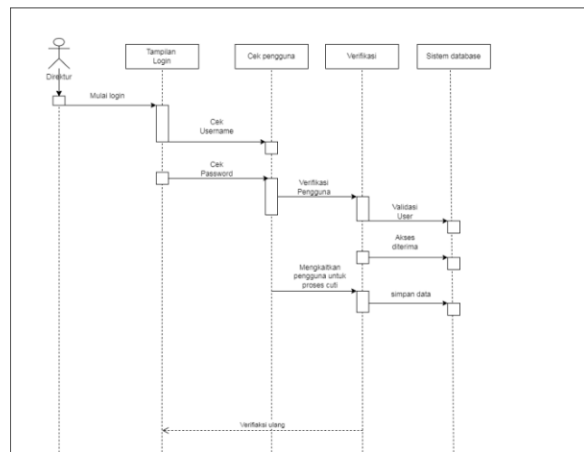 Tampilan
Login
Cek pengguna
Verifikasi
Sistem database
Direktur
Mulai login
Cek
Username
Cek
Password
Verifikasi
Pengguna
Validasi
User
Akses
diterima
Mengkaitkan
pengguna untuk
proses cuti
simpan data
Verifiaksi ulang